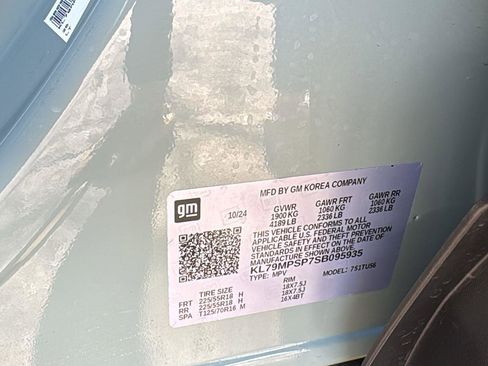 MFD BY GM KOREA COMPANY
gm
10/24
GVWR GAWR FRT GAWR RR
1900 KG 1060 KG 1060 KG
4189 LB 2336 LB 2336 LB
THIS VEHICLE CONFORMS TO ALL
APPLICABLE U.S. FEDERAL MOTOR
VEHICLE SAFETY AND THEFT PREVENTION
STANDARDS IN EFFECT ON THE DATE OF
MANUFACTURE SHOWN ABOVE.
KL79MPSP7SB095935
TYPE: MPV MODEL: 7S1TU56
TIRE SIZE RIM
FRT 225/55R18 H 18X7.5J
RR 225/55R18 H 18X7.5J
SPA T125/70R16 M 16X4BT